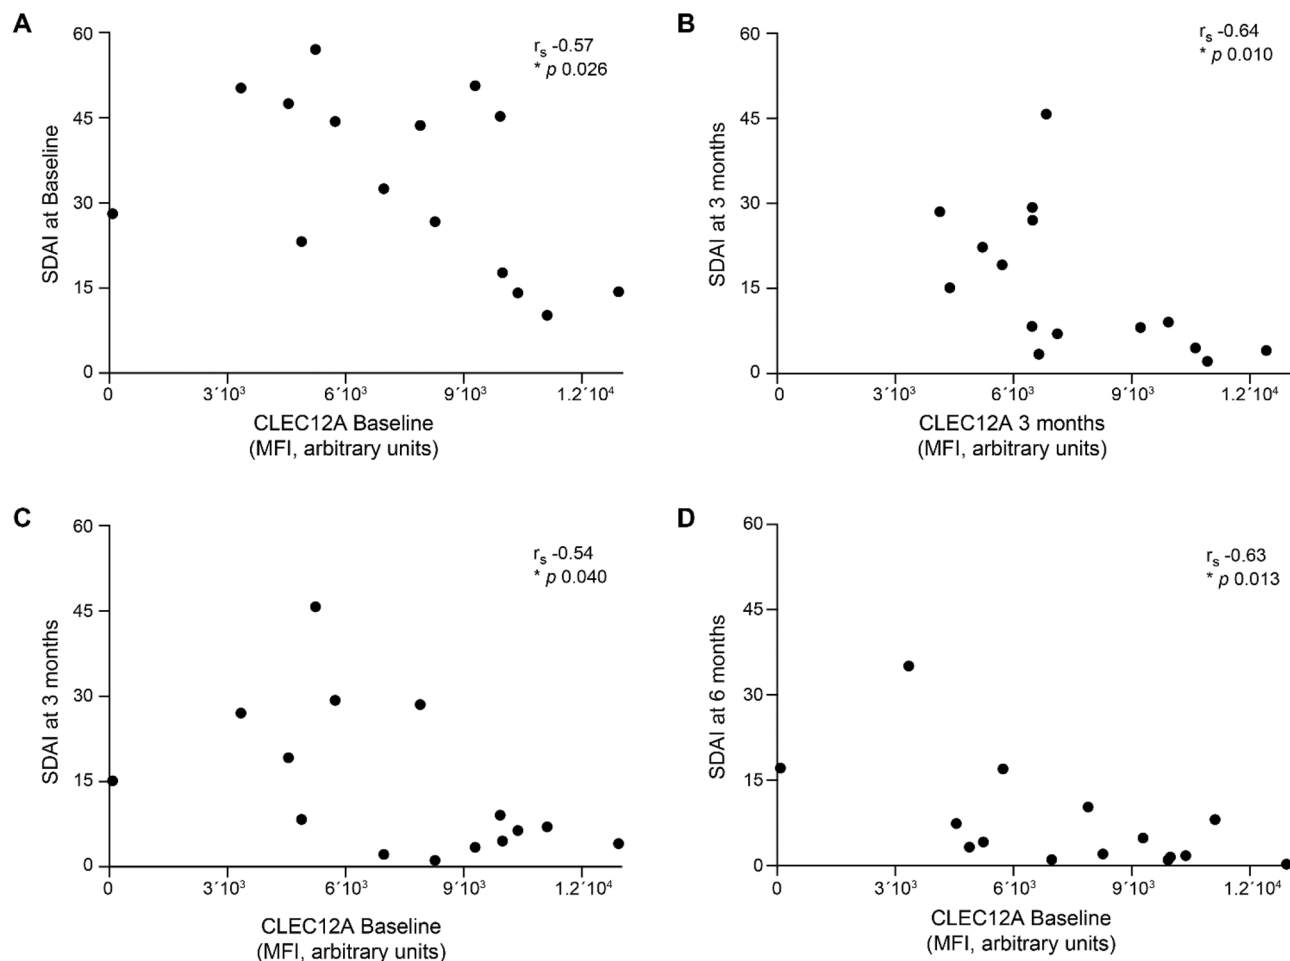 A
60
45
30
15
0
SDAI at Baseline
rs -0.57
* p 0.026
0 3´10³ 6´10³ 9´10³ 1.2´10⁴
CLEC12A Baseline
(MFI, arbitrary units)
B
60
45
30
15
0
SDAI at 3 months
rs -0.64
* p 0.010
0 3´10³ 6´10³ 9´10³ 1.2´10⁴
CLEC12A 3 months
(MFI, arbitrary units)
C
60
45
30
15
0
SDAI at 3 months
rs -0.54
* p 0.040
0 3´10³ 6´10³ 9´10³ 1.2´10⁴
CLEC12A Baseline
(MFI, arbitrary units)
D
60
45
30
15
0
SDAI at 6 months
rs -0.63
* p 0.013
0 3´10³ 6´10³ 9´10³ 1.2´10⁴
CLEC12A Baseline
(MFI, arbitrary units)